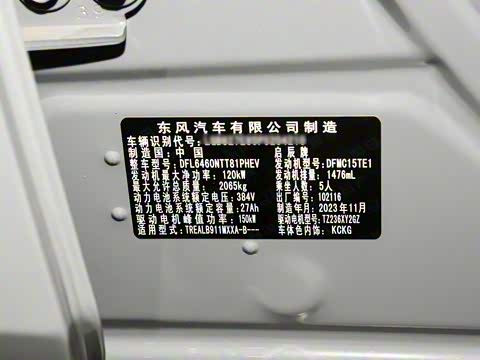 东风汽车有限公司制造
车辆识别代号:
制造国:中 国 启辰牌
整车型号:DFL6460NTT81PHEV 发动机型号:DFMC15TE1
发动机最大净功率:120kW 发动机排量:1476mL
最大允许总质量: 2065kg 乘坐人数:5人
动力电池系统额定电压:384V 出厂编号:102116
动力电池系统额定容量:27Ah 制造年月:2023年11月
驱动电机峰值功率:150kW 驱动电机型号:TZ236XY2GZ
适用型号:TREALB911WXXA-B--- 车体色内饰:KCKG